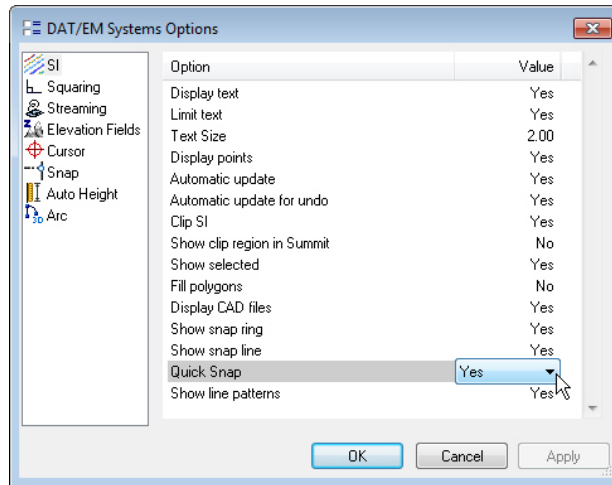 DAT/EM Systems Options
SI
Squaring
Streaming
Elevation Fields
Cursor
Snap
Auto Height
Arc
Option Value
Display text Yes
Limit text Yes
Text Size 2.00
Display points Yes
Automatic update Yes
Automatic update for undo Yes
Clip SI Yes
Show clip region in Summit No
Show selected Yes
Fill polygons No
Display CAD files Yes
Show snap ring Yes
Show snap line Yes
Quick Snap Yes
Show line patterns Yes
OK Cancel Apply